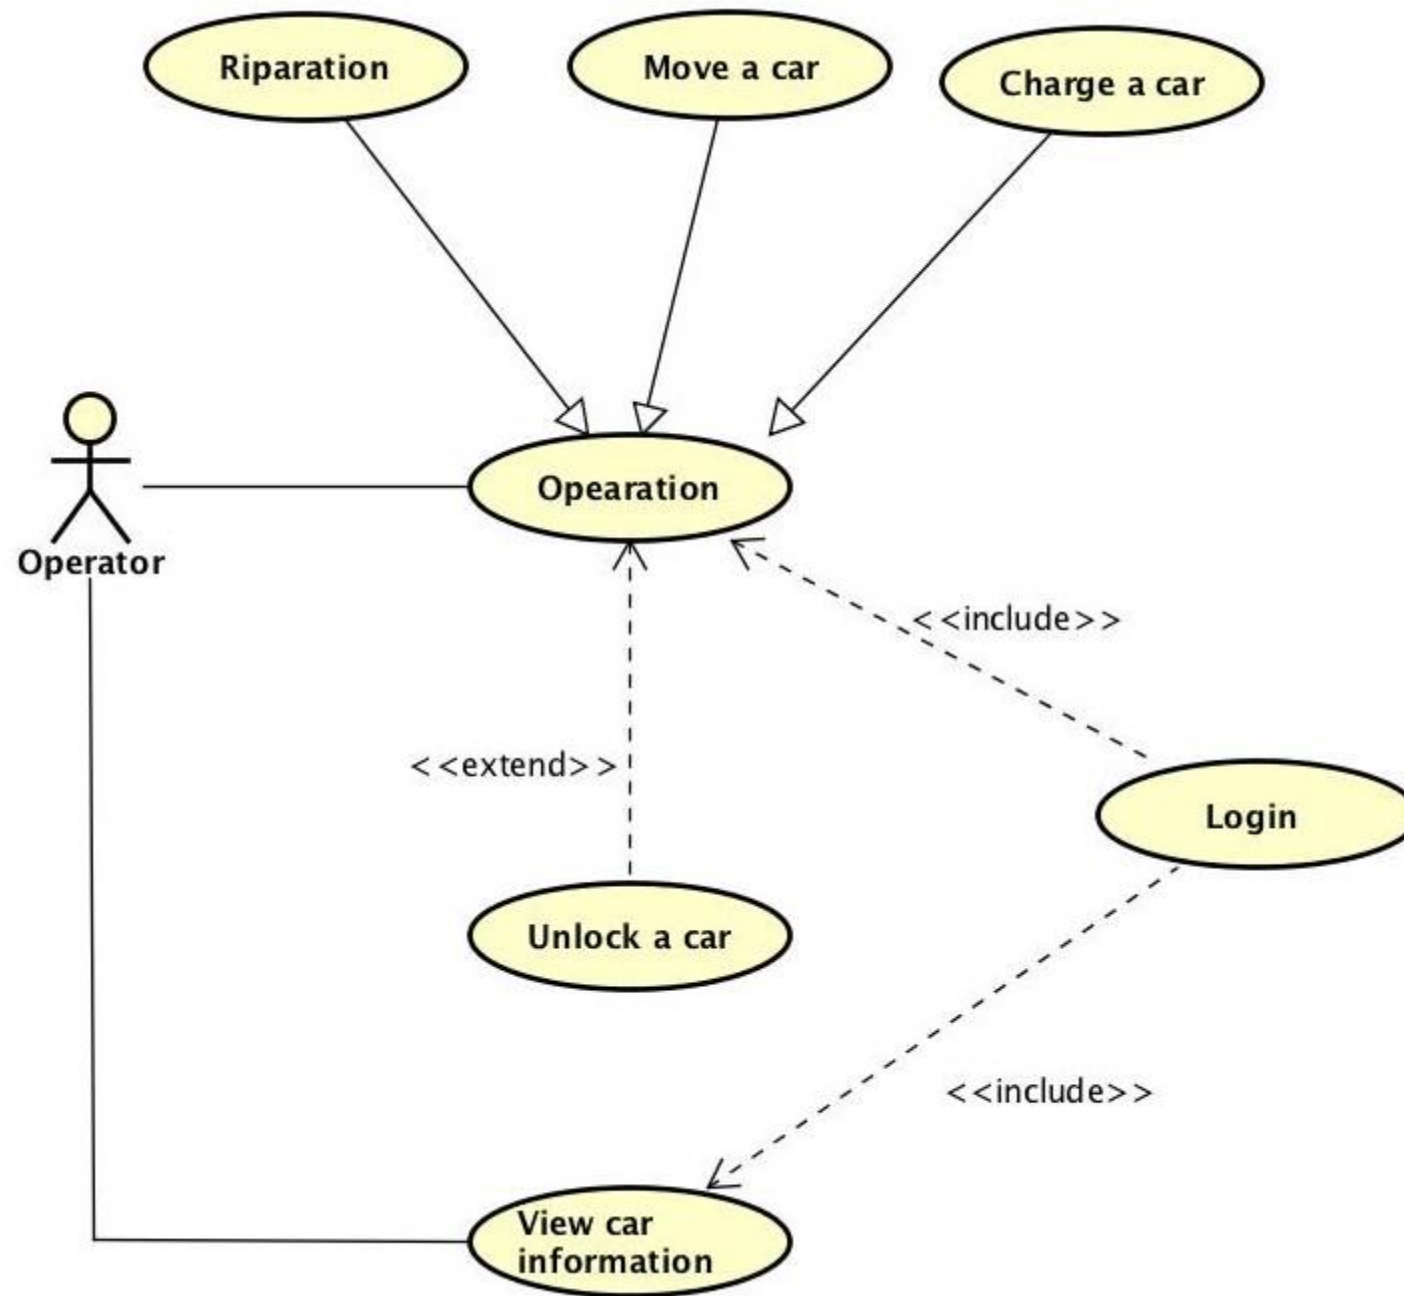 Riparation
Move a car
Charge a car
Opearation
Operator
<<include>>
<<extend>>
Login
Unlock a car
<<include>>
View car
information